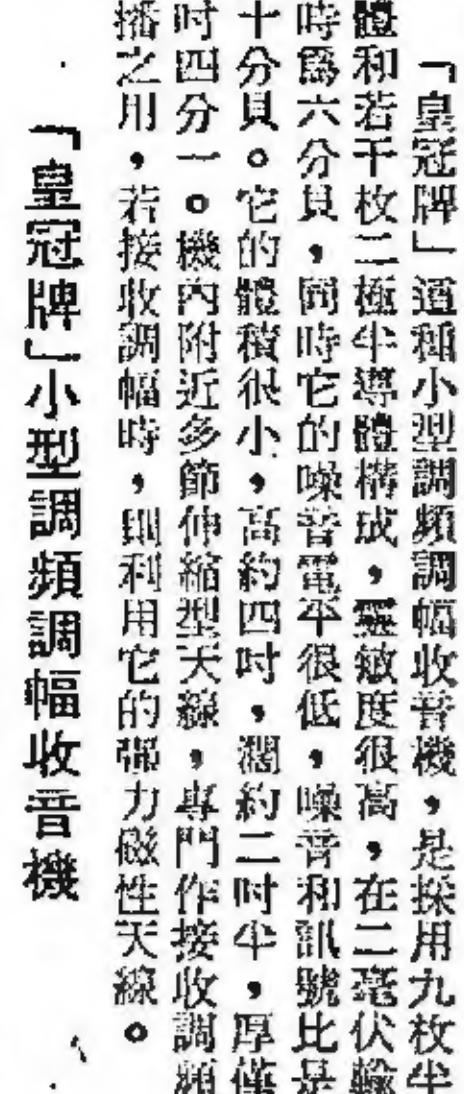 「皇冠牌」這種小型調頻調幅收音機，是採用九枚半
體和若干枚二極半導體構成，靈敏度很高，在二毫伏輸
時爲六分貝，同時它的噪音電平很低，噪音和訊號比是
十分貝。它的體積很小，高約四吋，濶約二吋半，厚僅
吋四分一。機內附近多節伸縮型天線，專門作接收調頻
播之用，若接收調幅時，則利用它的强力磁性天線。
「皇冠牌」小型調頻調幅收音機